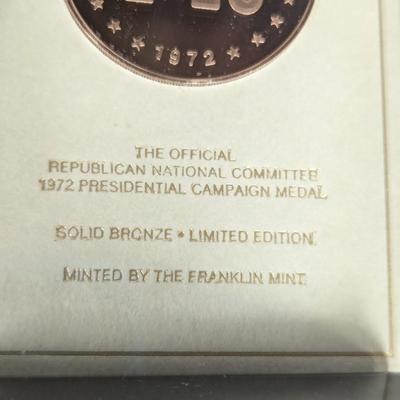 * 1972 *
THE OFFICIAL
REPUBLICAN NATIONAL COMMITTEE
1972 PRESIDENTIAL CAMPAIGN MEDAL
SOLID BRONZE * LIMITED EDITION
MINTED BY THE FRANKLIN MINT